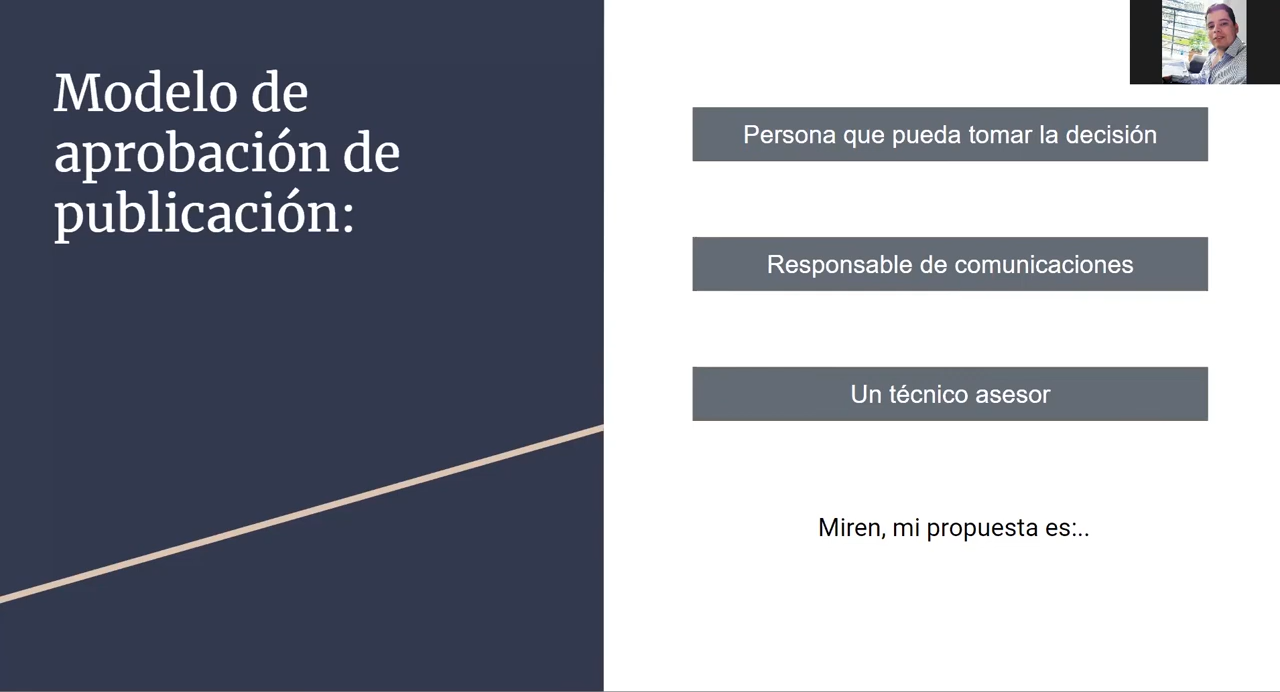 Modelo de
aprobación de
publicación:
Persona que pueda tomar la decisión
Responsable de comunicaciones
Un técnico asesor
Miren, mi propuesta es:..